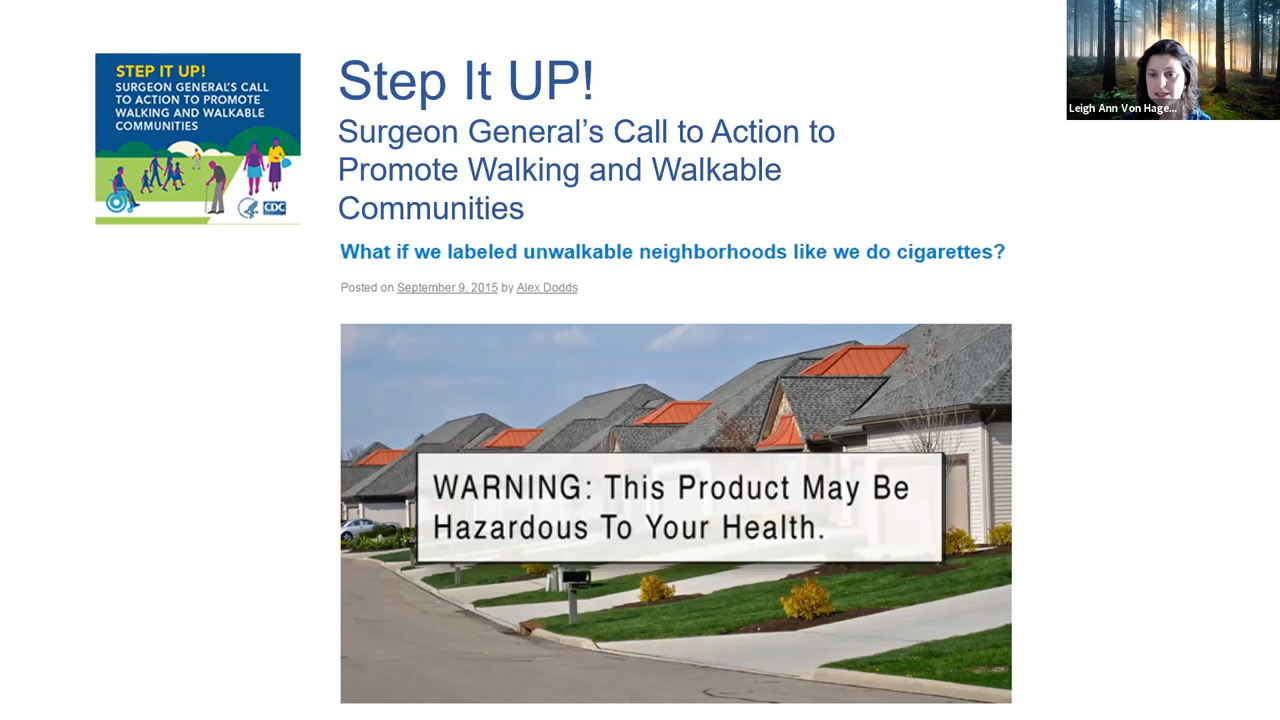 STEP IT UP!
SURGEON GENERAL'S CALL
TO ACTION TO PROMOTE
WALKING AND WALKABLE
COMMUNITIES
CDC
Step It UP!
Surgeon General's Call to Action to
Promote Walking and Walkable
Communities
What if we labeled unwalkable neighborhoods like we do cigarettes?
Posted on September 9, 2015 by Alex Dodds
WARNING: This Product May Be
Hazardous To Your Health.
Leigh Ann Von Hage...